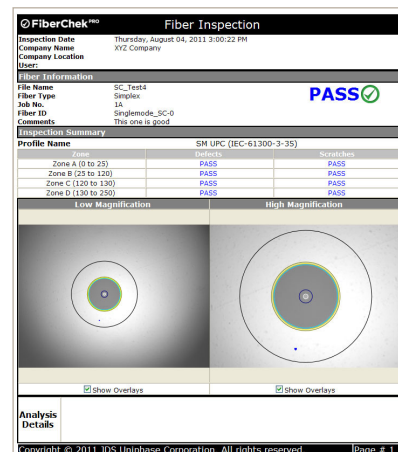 FiberChek PRO Fiber Inspection
Inspection Date Thursday, August 04, 2011 3:00:22 PM
Company Name XYZ Company
Company Location
User:
Fiber Information
File Name SC_Test4
Fiber Type Simplex
Job No. 1A
Fiber ID Singlemode_SC-0
Comments This one is good
PASS
Inspection Summary
Profile Name SM UPC (IEC-61300-3-35)
Zone Defects Scratches
Zone A (0 to 25) PASS PASS
Zone B (25 to 120) PASS PASS
Zone C (120 to 130) PASS PASS
Zone D (130 to 250) PASS PASS
Low Magnification High Magnification
Show Overlays Show Overlays
Analysis
Details
Copyright © 2011 JDS Uniphase Corporation. All rights reserved. Page # 1